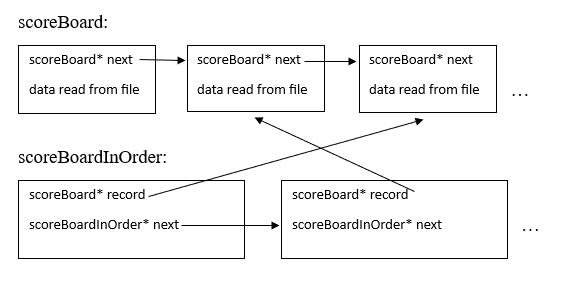 scoreBoard:
scoreBoard* next scoreBoard* next scoreBoard* next
data read from file data read from file data read from file ...
scoreBoardInOrder:
scoreBoard* record scoreBoard* record
scoreBoardInOrder* next scoreBoardInOrder* next ...